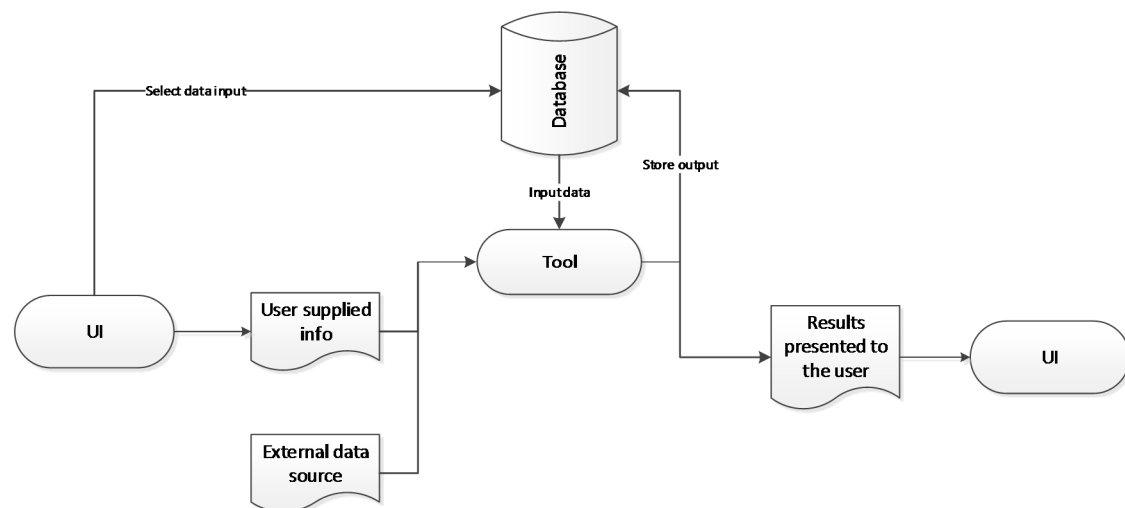 Database
Select data input
Store output
Input data
Tool
User supplied
info
UI
Results
presented to
the user
UI
External data
source